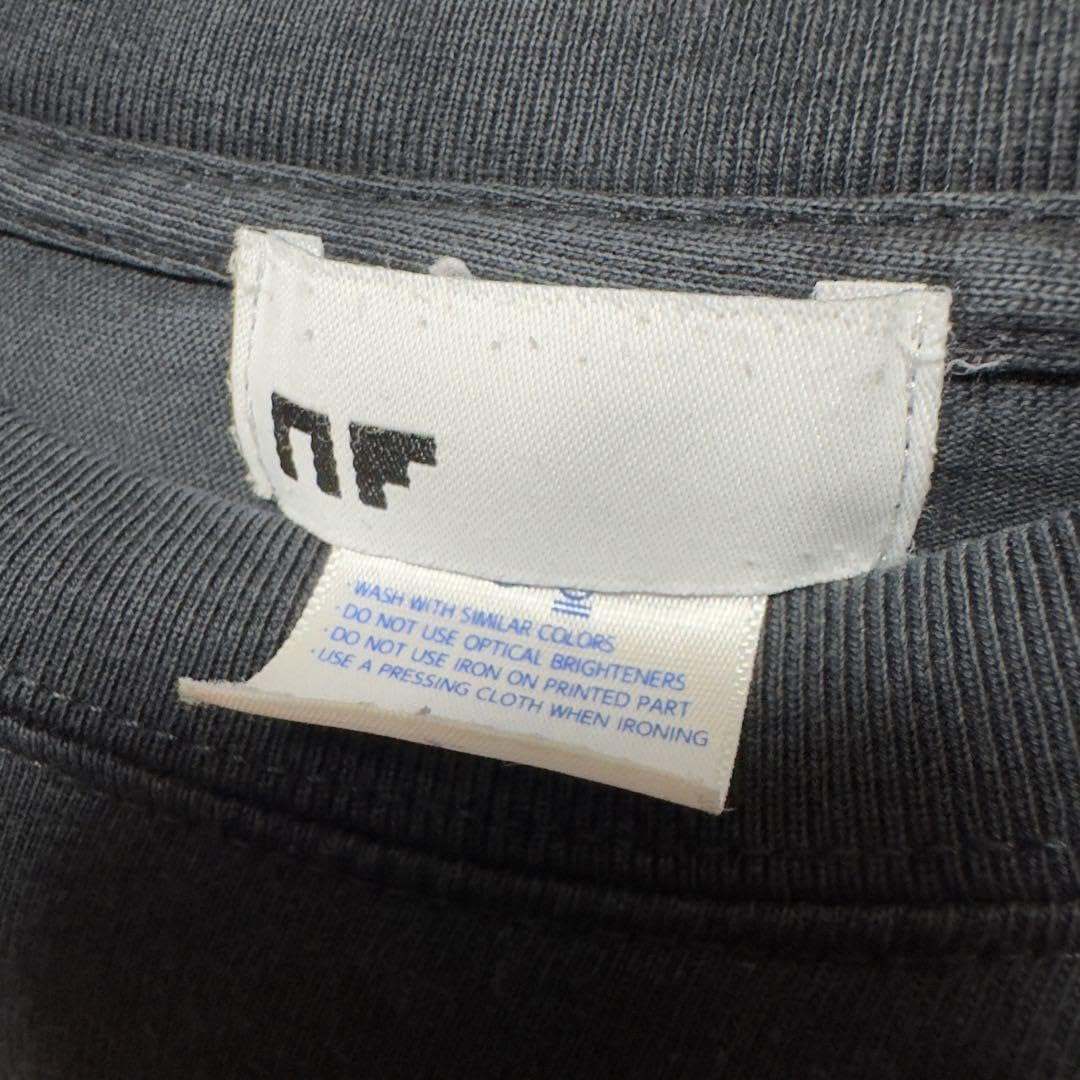 NF
·WASH WITH SIMILAR COLORS
·DO NOT USE OPTICAL BRIGHTENERS
·DO NOT USE IRON ON PRINTED PART
·USE A PRESSING CLOTH WHEN IRONING